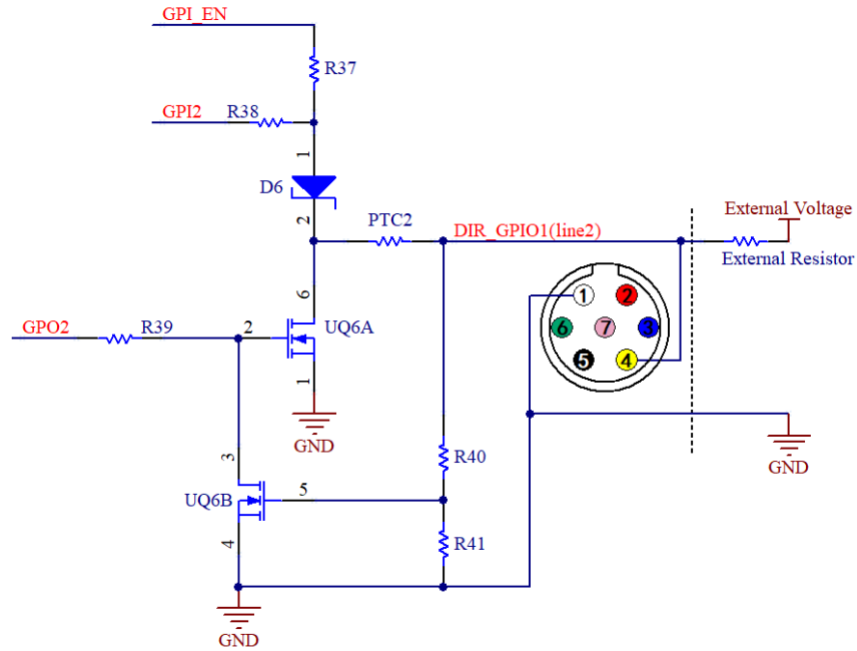 GPI_EN
R37
GPI2
R38
1
D6
2
PTC2
DIR_GPIO1(line2)
External Voltage
External Resistor
6
1
2
6
7
3
5
4
GPO2
R39
2
UQ6A
1
GND
GND
R40
3
UQ6B
5
R41
4
GND